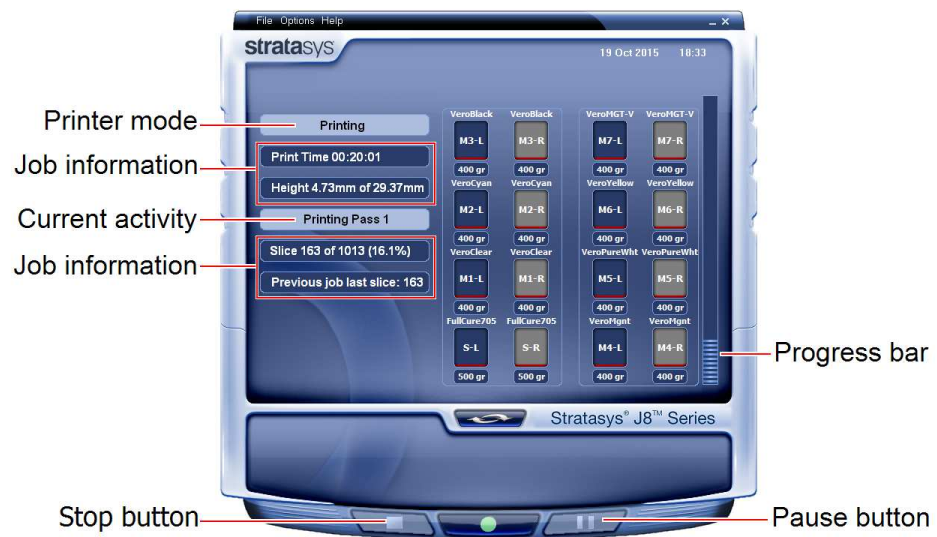 File Options Help
stratasys
19 Oct 2015 18:33
Printer mode
Printing
Job information
Print Time 00:20:01
Height 4.73mm of 29.37mm
Current activity
Printing Pass 1
Job information
Slice 163 of 1013 (16.1%)
Previous job last slice: 163
VeroBlack VeroBlack VeroMGT-V VeroMGT-V
M3-L M3-R M7-L M7-R
400 gr 400 gr 400 gr 400 gr
VeroCyan VeroCyan VeroYellow VeroYellow
M2-L M2-R M6-L M6-R
400 gr 400 gr 400 gr 400 gr
VeroClear VeroClear VeroPureWht VeroPureWht
M1-L M1-R M5-L M5-R
400 gr 400 gr 400 gr 400 gr
FullCure705 FullCure705 VeroMgnt VeroMgnt
S-L S-R M4-L M4-R
500 gr 500 gr 400 gr 400 gr
Progress bar
Stratasys® J8™ Series
Stop button
Pause button